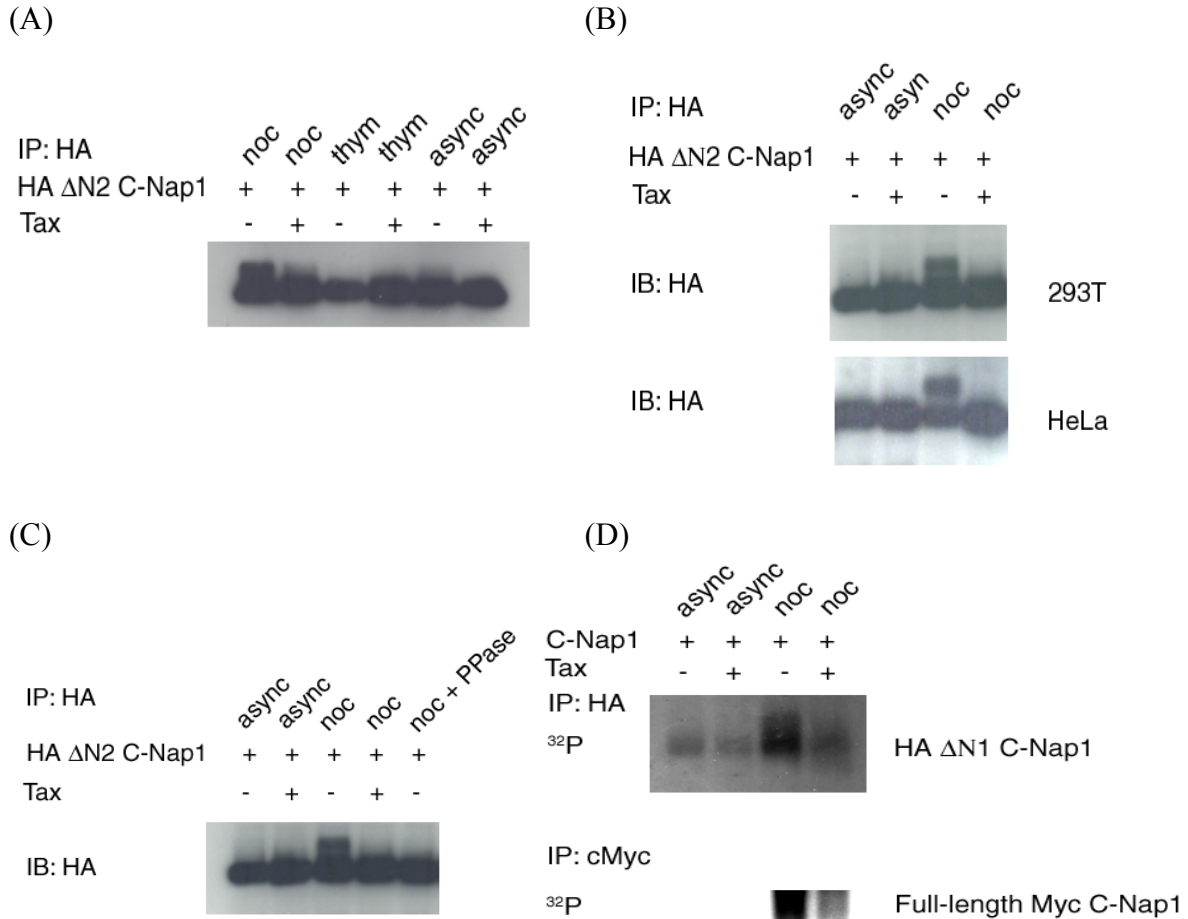 (A)
IP: HA
noc noc thym thym async async
HA ΔN2 C-Nap1 + + + + + +
Tax - + - + - +
(B)
IP: HA
async asyn noc noc
HA ΔN2 C-Nap1 + + + +
Tax - + - +
IB: HA 293T
IB: HA HeLa
(C)
IP: HA
async async noc noc noc + PPase
HA ΔN2 C-Nap1 + + + + +
Tax - + - + -
IB: HA
(D)
async async noc noc
C-Nap1 + + + +
Tax - + - +
IP: HA
³²P HA ΔN1 C-Nap1
IP: cMyc
³²P Full-length Myc C-Nap1